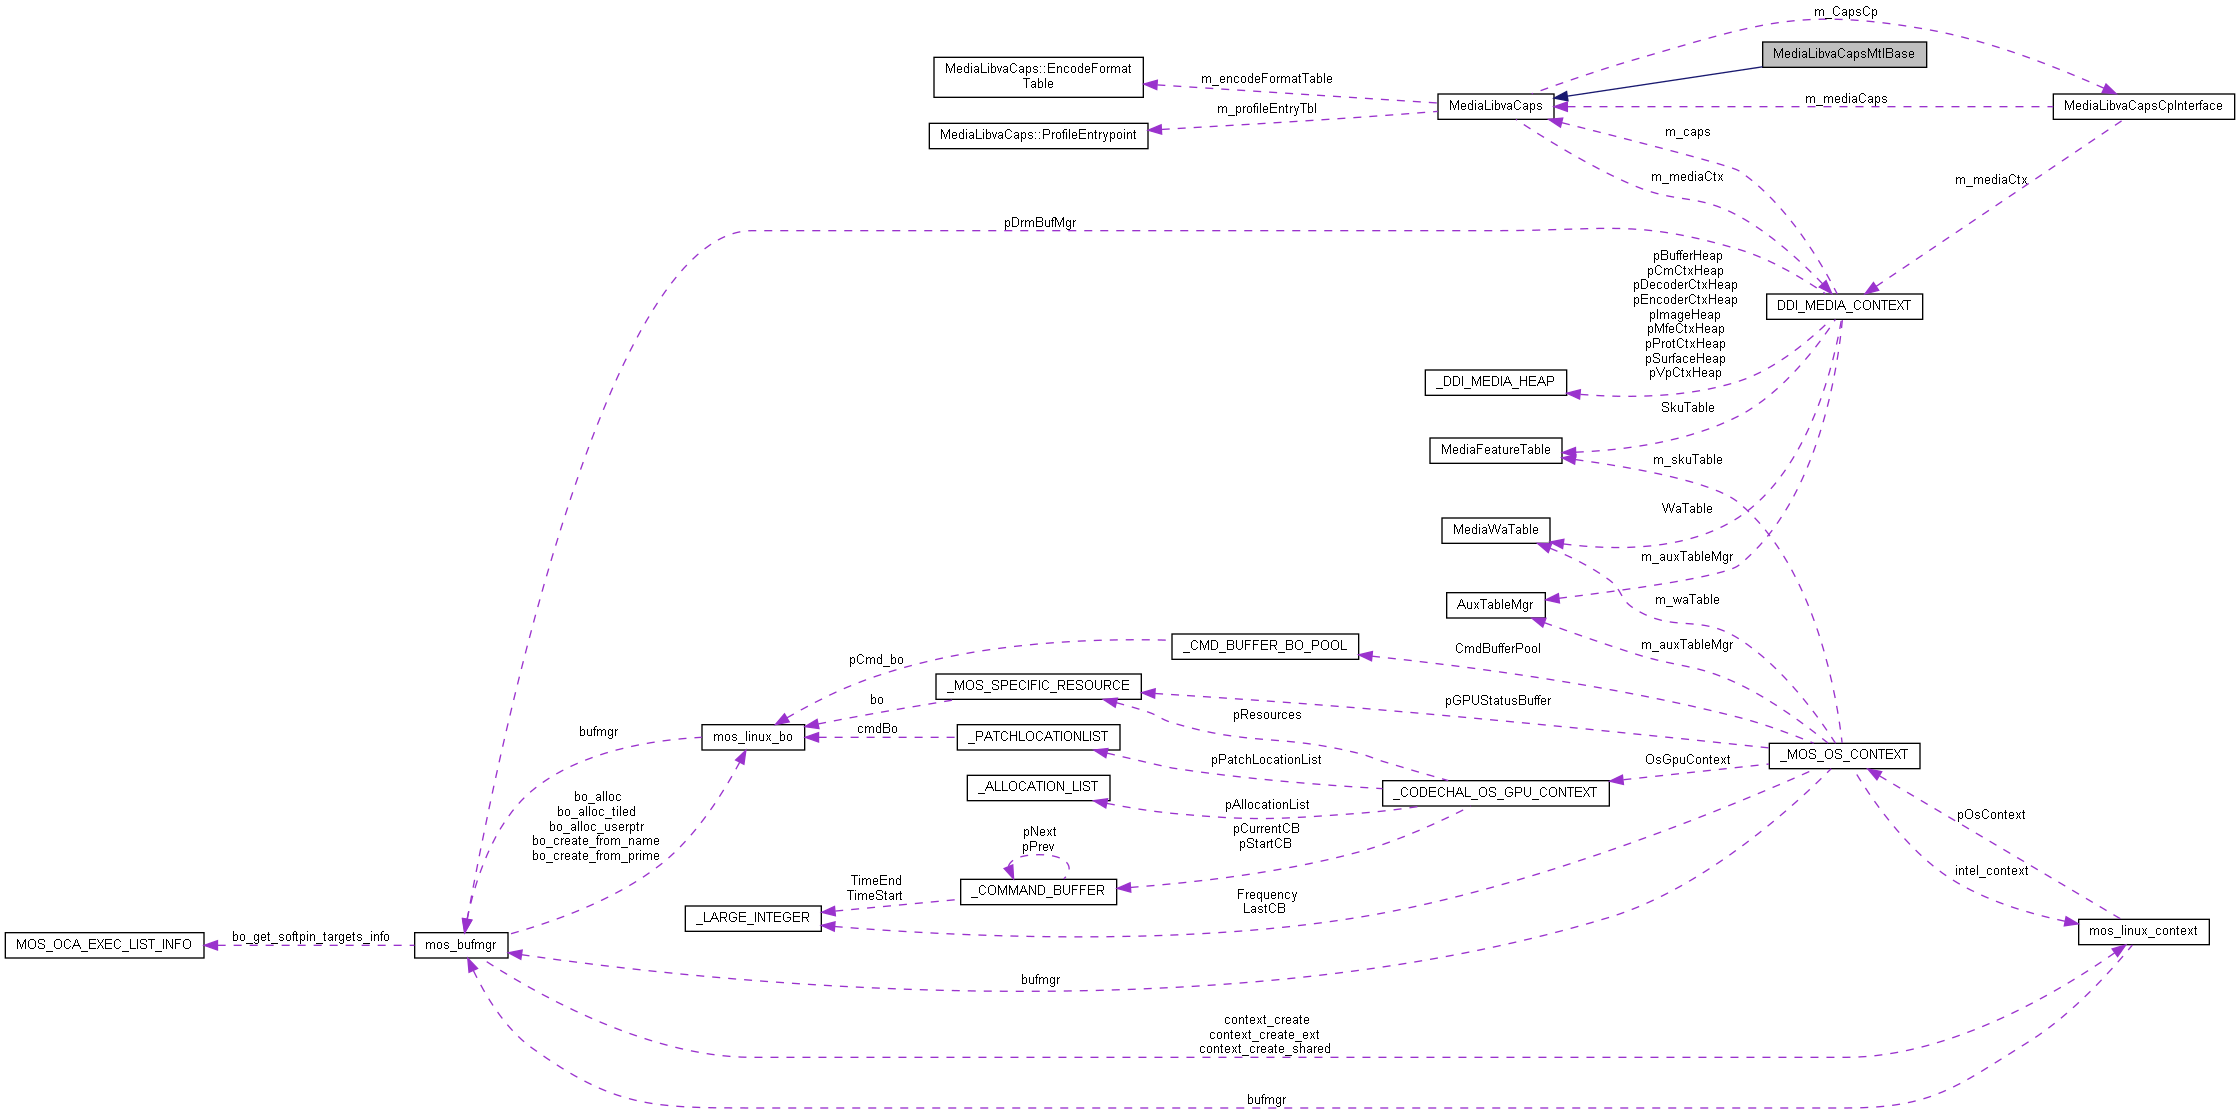 m_CapsCp
MediaLibvaCapsMtlBase
MediaLibvaCaps::EncodeFormat
Table
m_encodeFormatTable
MediaLibvaCaps
m_mediaCaps
MediaLibvaCapsCpInterface
m_profileEntryTbl
MediaLibvaCaps::ProfileEntrypoint
m_caps
m_mediaCtx
m_mediaCtx
pDrmBufMgr
pBufferHeap
pCmCtxHeap
pDecoderCtxHeap
pEncoderCtxHeap
pImageHeap
pMfeCtxHeap
pProtCtxHeap
pSurfaceHeap
pVpCtxHeap
DDI_MEDIA_CONTEXT
_DDI_MEDIA_HEAP
SkuTable
MediaFeatureTable
m_skuTable
WaTable
MediaWaTable
m_auxTableMgr
AuxTableMgr
m_waTable
m_auxTableMgr
_CMD_BUFFER_BO_POOL
CmdBufferPool
pCmd_bo
_MOS_SPECIFIC_RESOURCE
pGPUStatusBuffer
bo
pResources
bufmgr
mos_linux_bo
cmdBo
_PATCHLOCATIONLIST
pPatchLocationList
OsGpuContext
_MOS_OS_CONTEXT
_ALLOCATION_LIST
pAllocationList
_CODECHAL_OS_GPU_CONTEXT
bo_alloc
bo_alloc_tiled
bo_alloc_userptr
bo_create_from_name
bo_create_from_prime
pNext
pPrev
pCurrentCB
pStartCB
pOsContext
intel_context
TimeEnd
TimeStart
_COMMAND_BUFFER
Frequency
LastCB
_LARGE_INTEGER
MOS_OCA_EXEC_LIST_INFO
bo_get_softpin_targets_info
mos_bufmgr
mos_linux_context
bufmgr
context_create
context_create_ext
context_create_shared
bufmgr